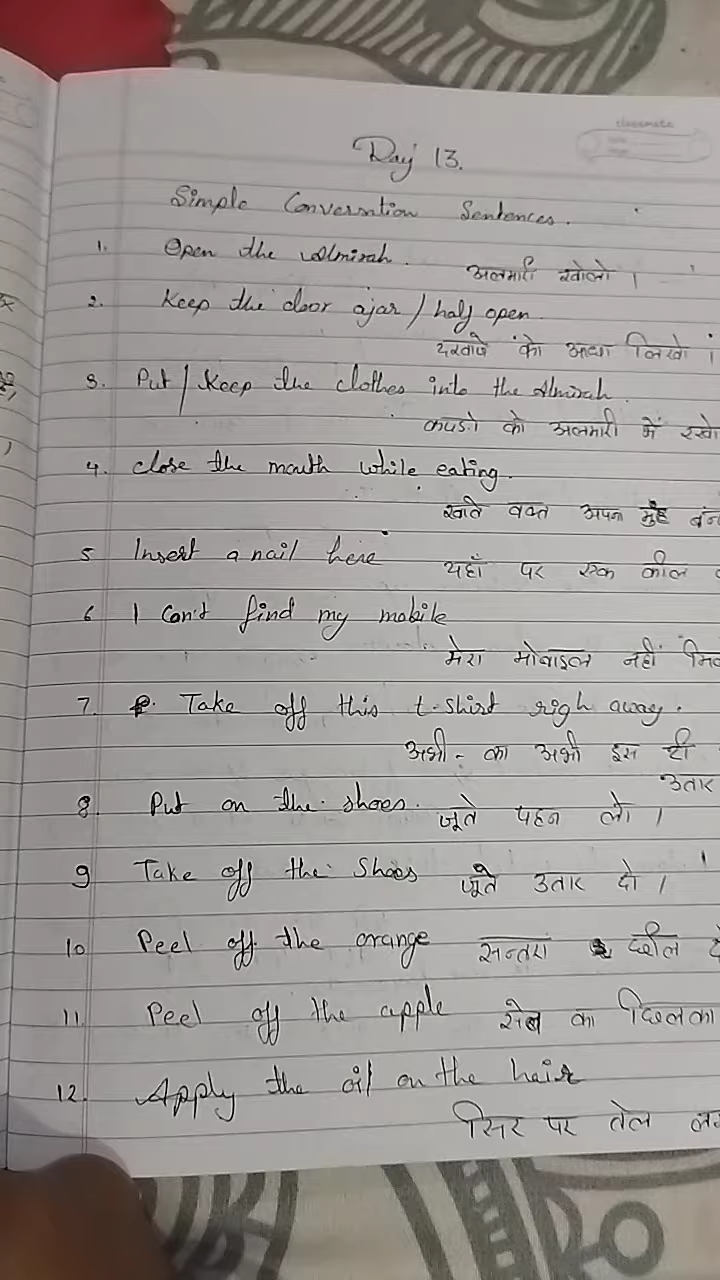 classmate
Day 13.
Simple Converntion Sentences.
1. Open the Almirah.
अलमारी खोलो ।
2. Keep the door ajar / half open
दरवाजे को आधा लिखो ।
3. Put / Keep the clothes into the Almirah.
कपड़ो को अलमारी में रखो
4. Close the mouth while eating.
खाते वक्त अपना मुँह बन
5 Insert a nail here
यहाँ पर एक कील
6 I Can't find my mobile
मेरा मोबाइल नहीं मिल
7. Take off this t-shirt righ away.
अभी - का अभी इस टी
उतार
8. Put on the shoes. जूते पहन लो ।
9 Take off the Shoes जूते उतार दो ।
10 Peel off the orange सन्तरा छील दे
11 Peel off the apple सेब का छिलका
12. Apply the oil on the hair
सिर पर तेल लग